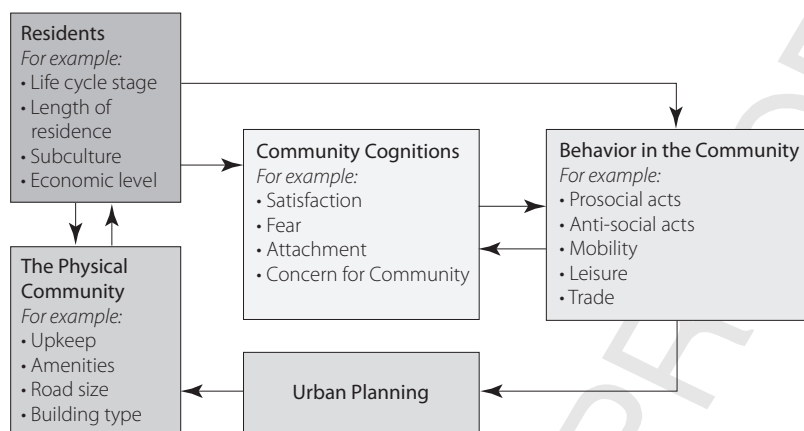 Residents
For example:
• Life cycle stage
• Length of
residence
• Subculture
• Economic level
Community Cognitions
For example:
• Satisfaction
• Fear
• Attachment
• Concern for Community
Behavior in the Community
For example:
• Prosocial acts
• Anti-social acts
• Mobility
• Leisure
• Trade
The Physical
Community
For example:
• Upkeep
• Amenities
• Road size
• Building type
Urban Planning